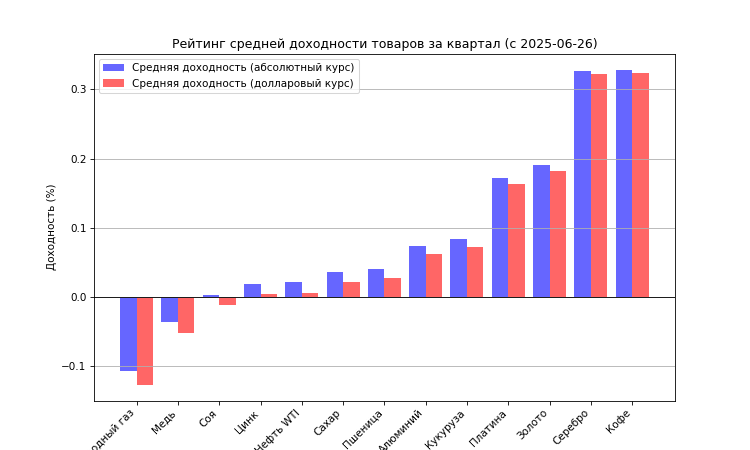 Рейтинг средней доходности товаров за квартал (с 2025-06-26)
Средняя доходность (абсолютный курс)
Средняя доходность (долларовый курс)
Доходность (%)
0.3
0.2
0.1
0.0
−0.1
одный газ
Медь
Соя
Цинк
Нефть WTI
Сахар
Пшеница
Алюминий
Кукуруза
Платина
Золото
Серебро
Кофе